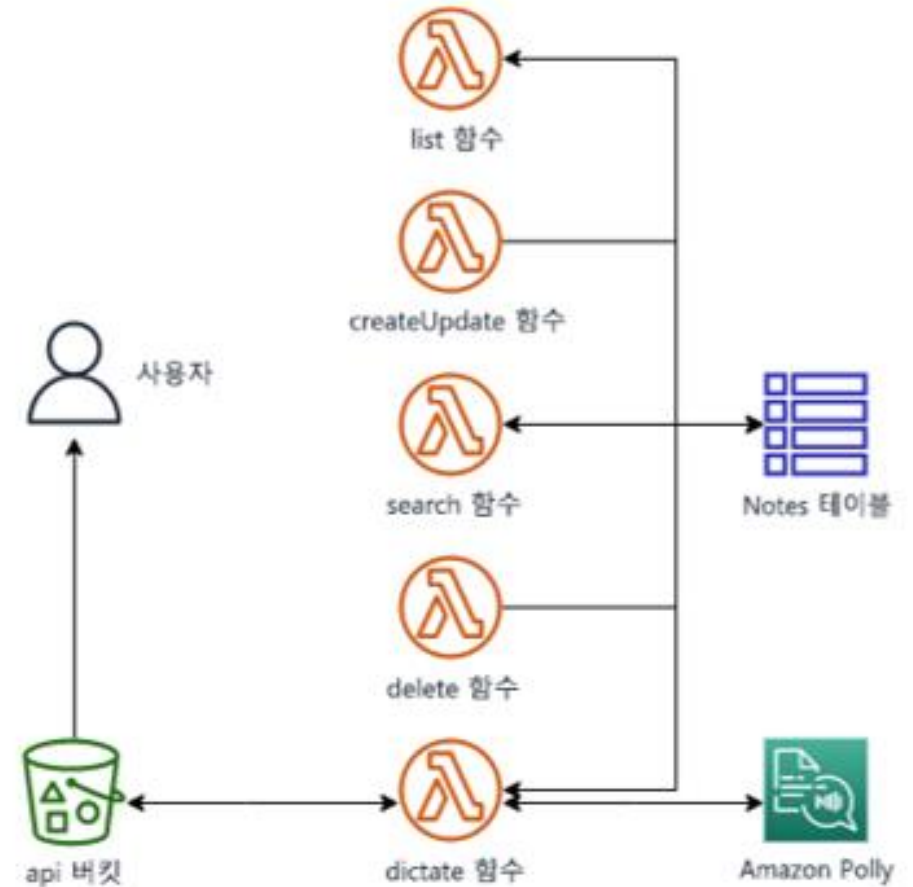 list 함수
createUpdate 함수
사용자
search 함수
Notes 테이블
delete 함수
api 버킷
dictate 함수
Amazon Polly